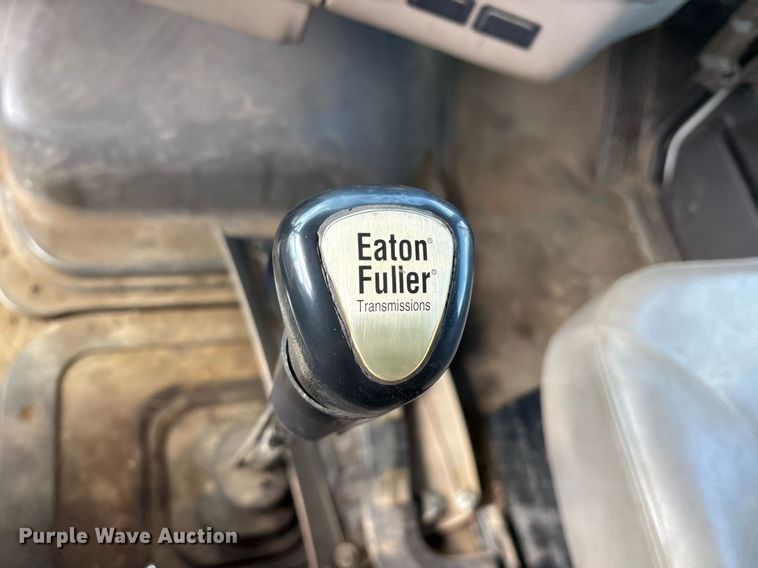 Eaton®
Fuller®
Transmissions
Purple Wave Auction